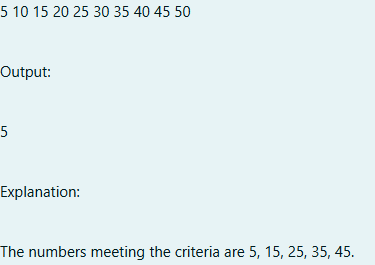 5 10 15 20 25 30 35 40 45 50
Output:
5
Explanation:
The numbers meeting the criteria are 5, 15, 25, 35, 45.